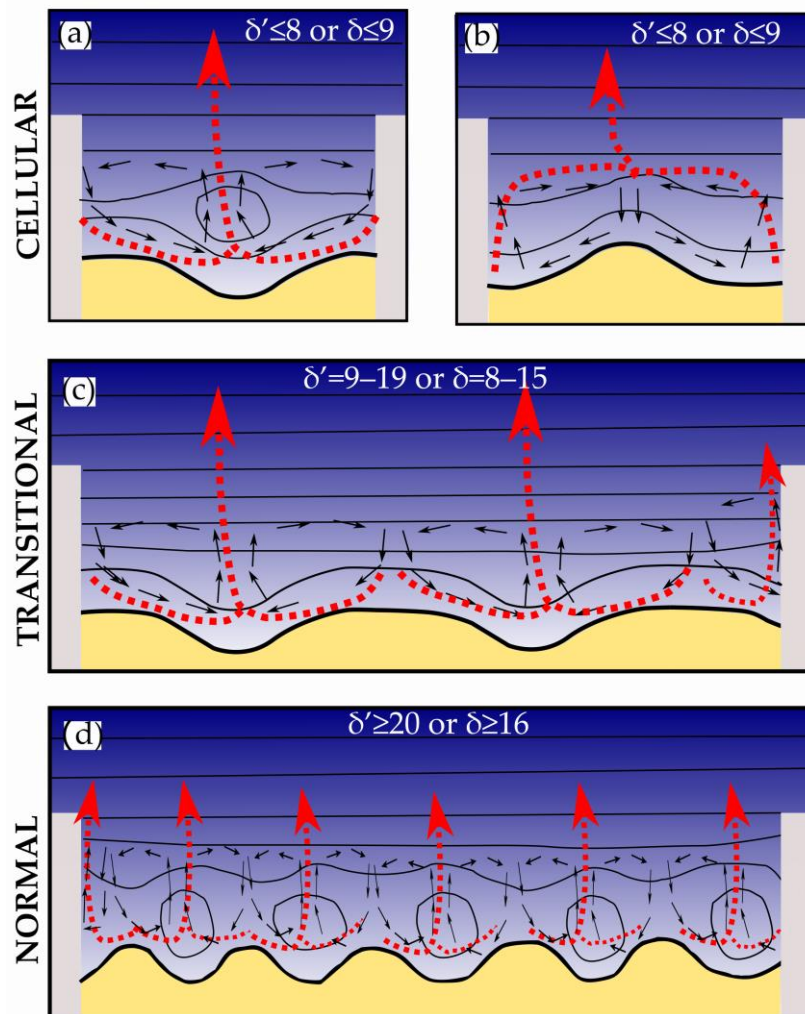 (a)
δ′≤8 or δ≤9
(b)
δ′≤8 or δ≤9
CELLULAR
(c)
δ′=9–19 or δ=8–15
TRANSITIONAL
(d)
δ′≥20 or δ≥16
NORMAL